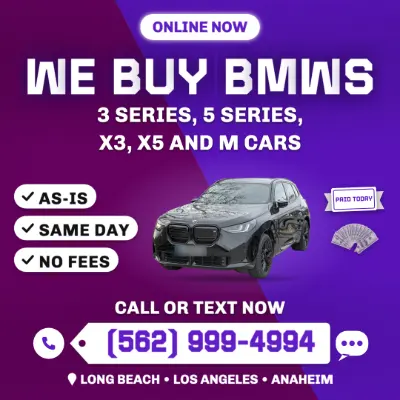 ONLINE NOW
WE BUY BMWS
3 SERIES, 5 SERIES,
X3, X5 AND M CARS
AS-IS
SAME DAY
NO FEES
PAID TODAY
CALL OR TEXT NOW
(562) 999-4994
LONG BEACH • LOS ANGELES • ANAHEIM